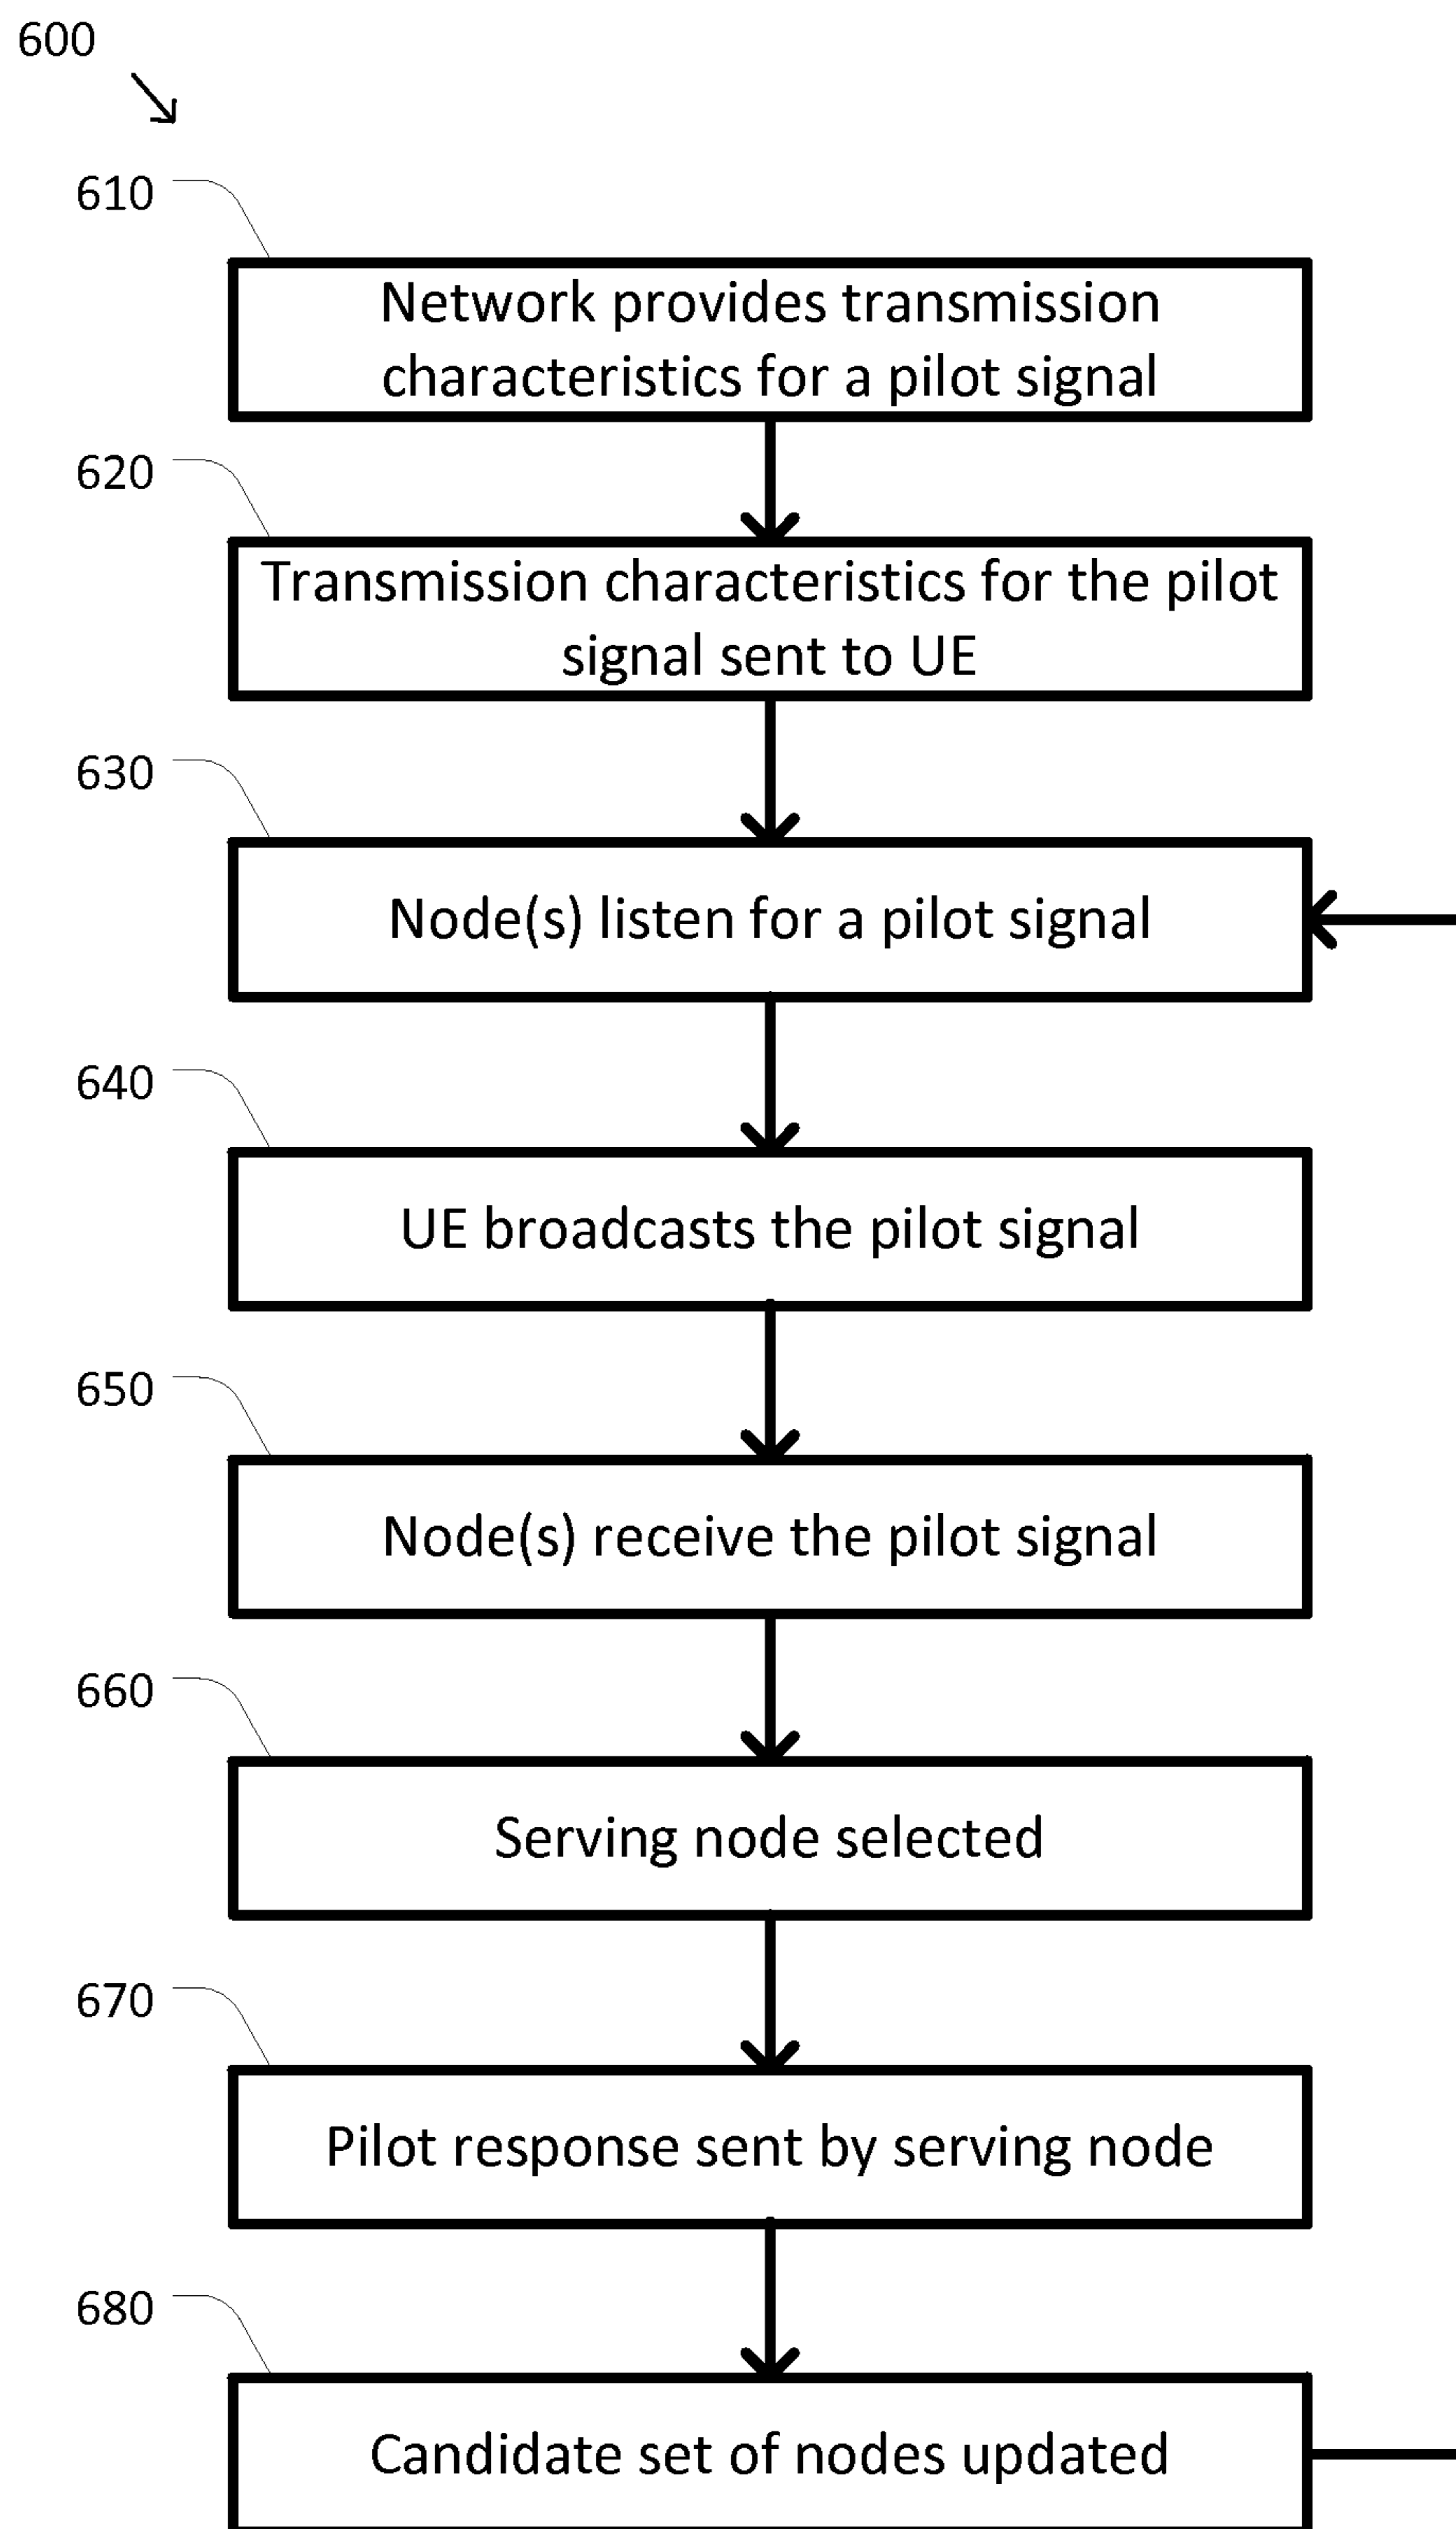 600
610
Network provides transmission
characteristics for a pilot signal
620
Transmission characteristics for the pilot
signal sent to UE
630
Node(s) listen for a pilot signal
640
UE broadcasts the pilot signal
650
Node(s) receive the pilot signal
660
Serving node selected
670
Pilot response sent by serving node
680
Candidate set of nodes updated